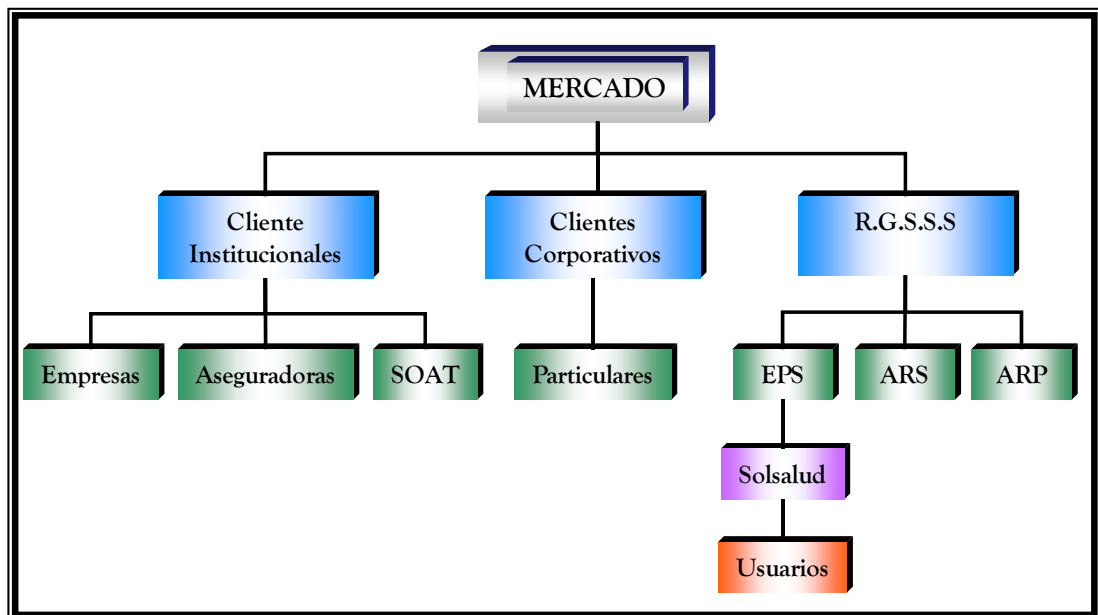 MERCADO
Cliente
Institucionales
Clientes
Corporativos
R.G.S.S.S
Empresas
Aseguradoras
SOAT
Particulares
EPS
ARS
ARP
Solsalud
Usuarios